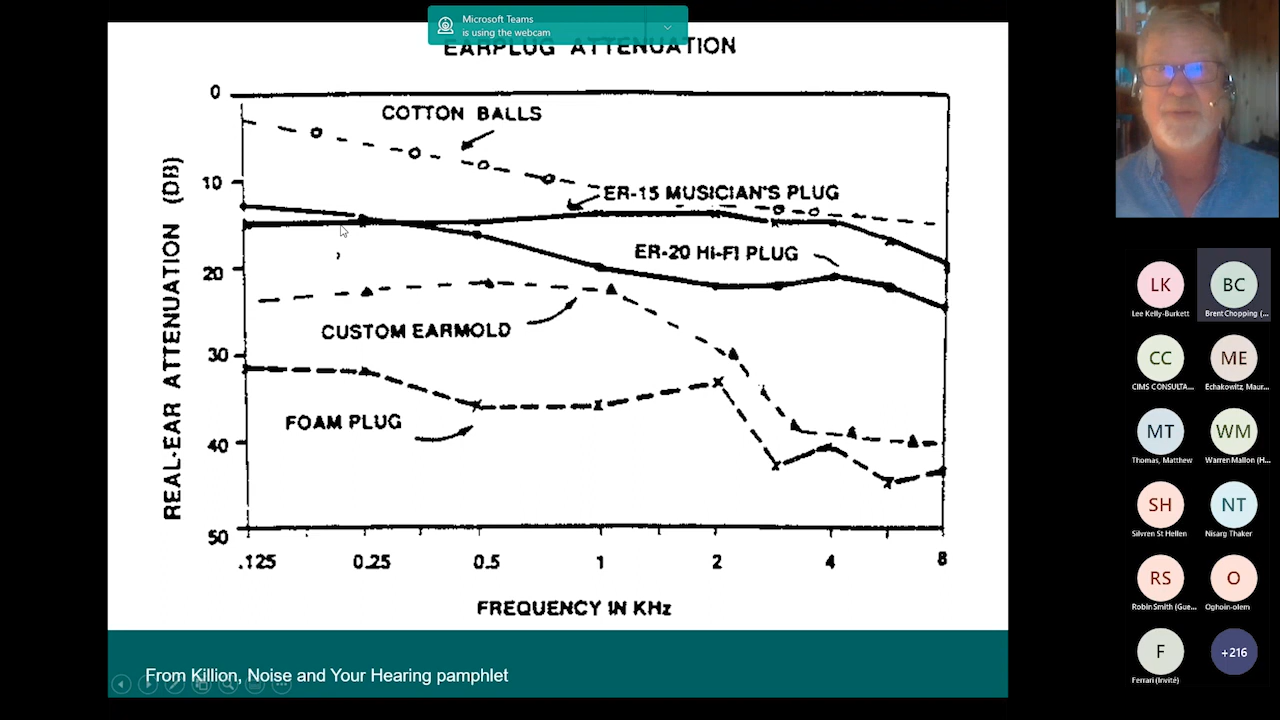 Microsoft Teams
is using the webcam
EARPLUG ATTENUATION
0
10
20
30
40
50
REAL-EAR ATTENUATION (DB)
COTTON BALLS
ER-15 MUSICIAN'S PLUG
ER-20 Hi-Fi PLUG
CUSTOM EARMOLD
FOAM PLUG
.125 0.25 0.5 1 2 4 8
FREQUENCY IN KHz
From Killion, Noise and Your Hearing pamphlet
LK BC
Lee Kelly-Burkett Brent Chopping (...
CC ME
CIMS CONSULTA... Echakowitz, Maur...
MT WM
Thomas, Matthew Warren Mallon (H...
SH NT
Silvren St Hellen Nisarg Thaker
RS O
Robin Smith (Gue... Oghoin-olem
F +216
Ferrari (Invité)